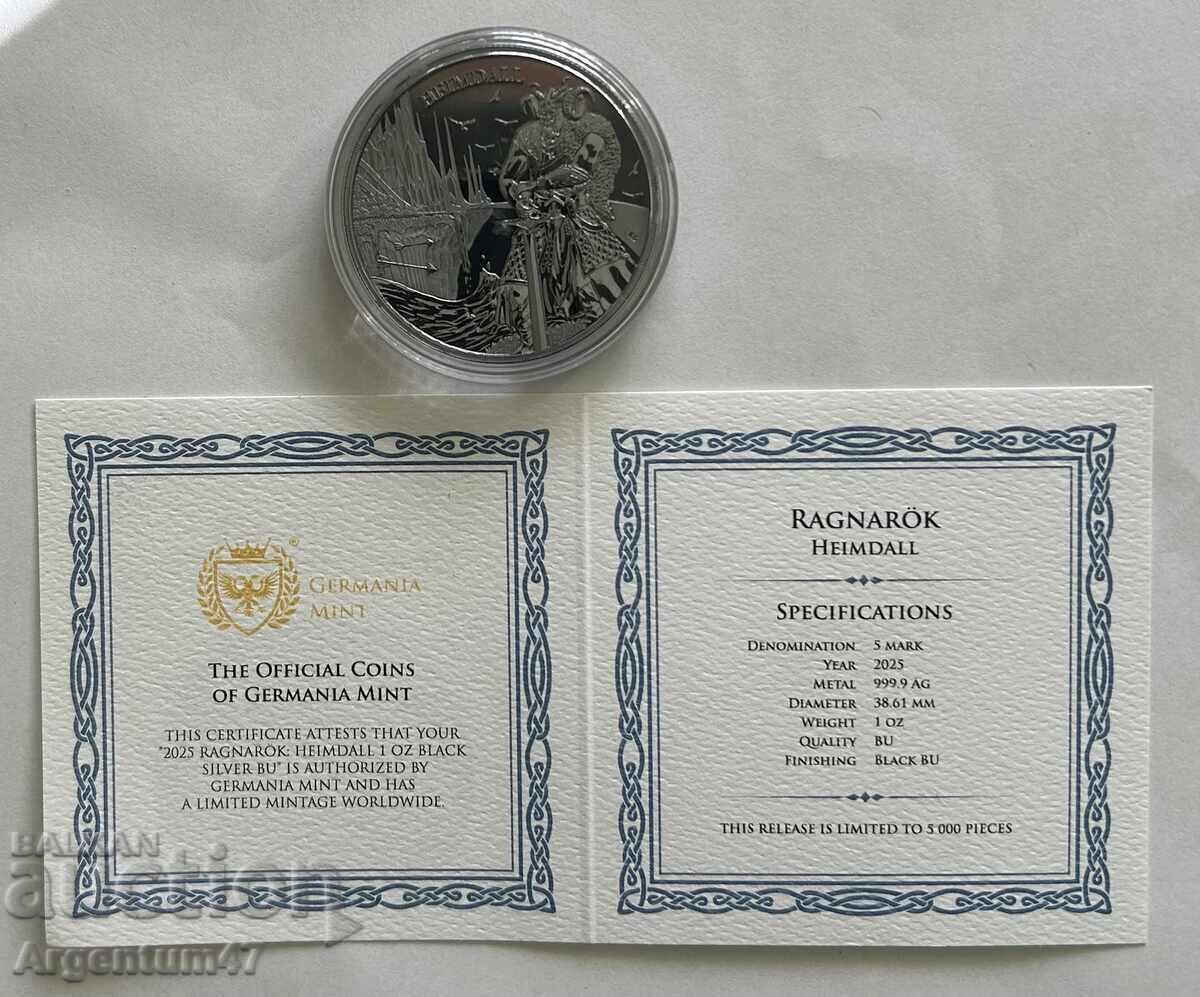 HEIMDALL
GERMANIA
MINT
THE OFFICIAL COINS
OF GERMANIA MINT
THIS CERTIFICATE ATTESTS THAT YOUR
"2025 RAGNARÖK: HEIMDALL 1 OZ BLACK
SILVER BU" IS AUTHORIZED BY
GERMANIA MINT AND HAS
A LIMITED MINTAGE WORLDWIDE.
RAGNARÖK
HEIMDALL
SPECIFICATIONS
DENOMINATION 5 MARK
YEAR 2025
METAL 999.9 AG
DIAMETER 38.61 MM
WEIGHT 1 OZ
QUALITY BU
FINISHING BLACK BU
THIS RELEASE IS LIMITED TO 5 000 PIECES
BALKAN
auction
Argentum47